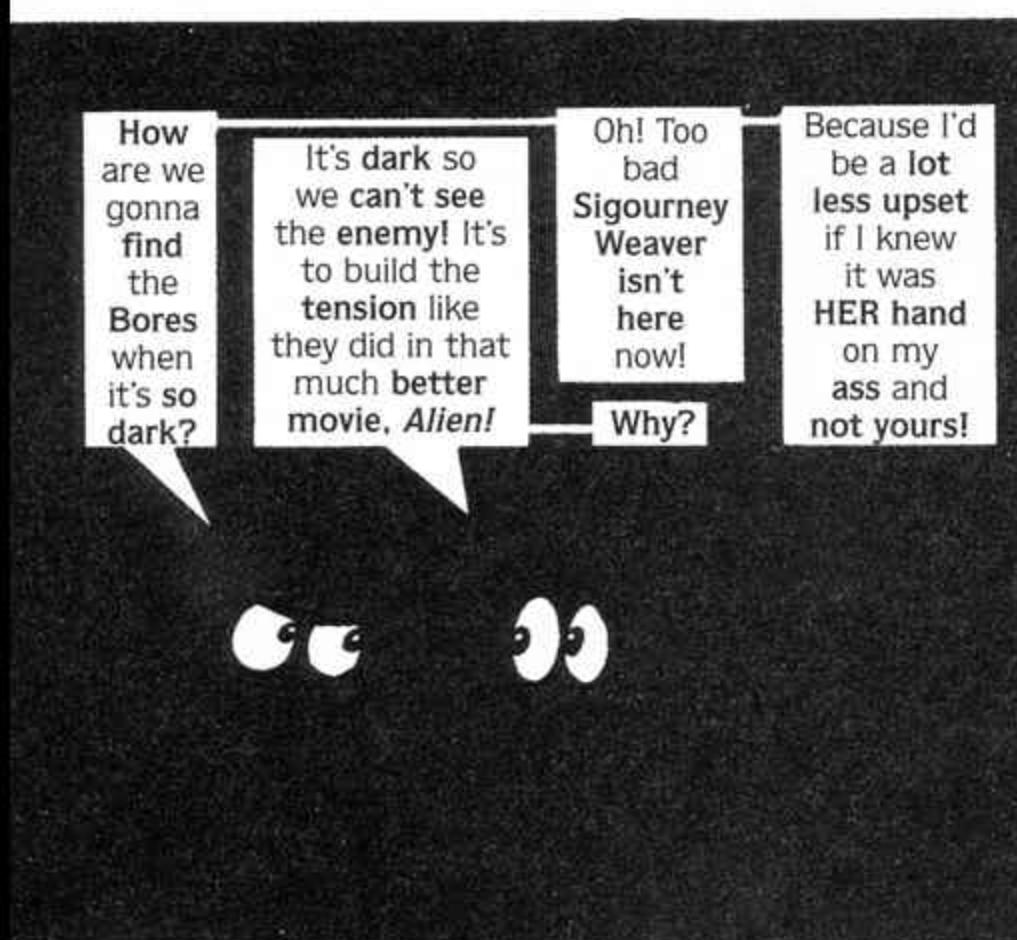 How
are we
gonna
find
the
Bores
when
it's so
dark?
It's dark so
we can't see
the enemy! It's
to build the
tension like
they did in that
much better
movie, Alien!
Oh! Too
bad
Sigourney
Weaver
isn't
here
now!
Why?
Because I'd
be a lot
less upset
if I knew
it was
HER hand
on my
ass and
not yours!